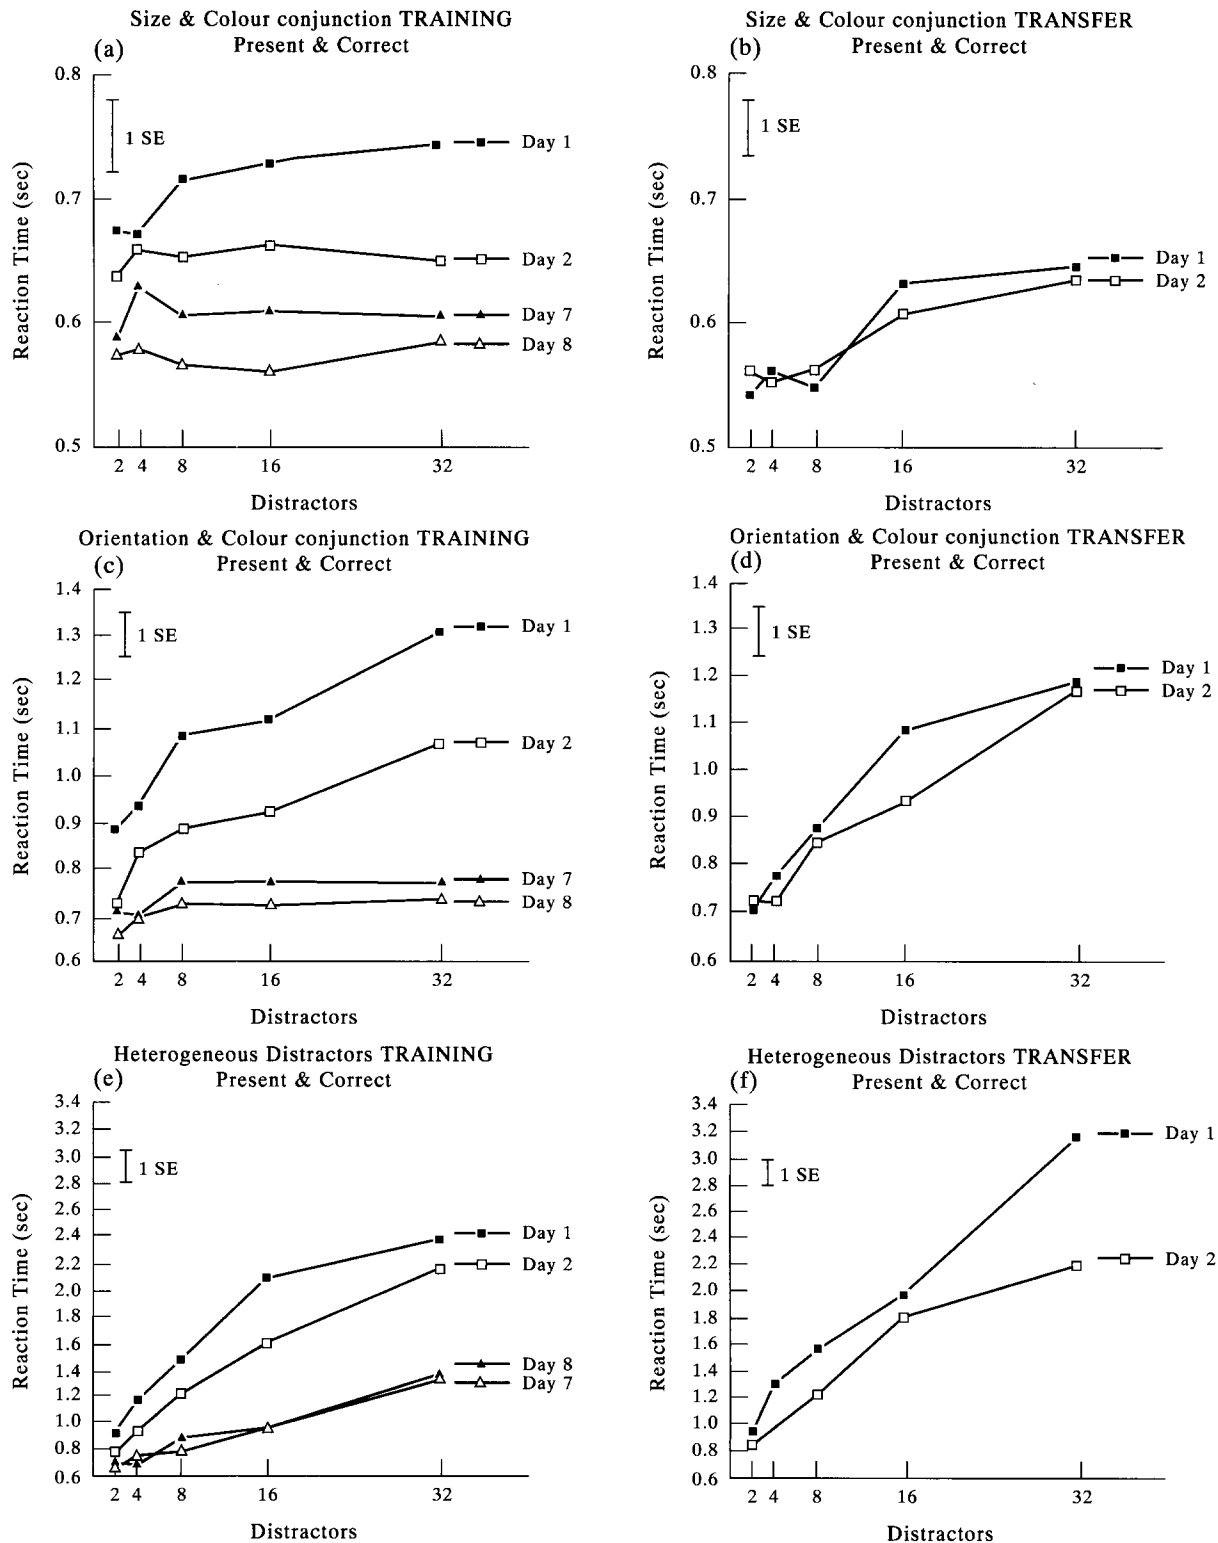 Size & Colour conjunction TRAINING
(a) Present & Correct
0.8
0.7
0.6
0.5
1 SE
Reaction Time (sec)
Day 1
Day 2
Day 7
Day 8
2 4 8 16 32
Distractors
Size & Colour conjunction TRANSFER
(b) Present & Correct
0.8
0.7
0.6
0.5
1 SE
Reaction Time (sec)
Day 1
Day 2
2 4 8 16 32
Distractors
Orientation & Colour conjunction TRAINING
(c) Present & Correct
1.4
1.3
1.2
1.1
1.0
0.9
0.8
0.7
0.6
1 SE
Reaction Time (sec)
Day 1
Day 2
Day 7
Day 8
2 4 8 16 32
Distractors
Orientation & Colour conjunction TRANSFER
(d) Present & Correct
1.4
1.3
1.2
1.1
1.0
0.9
0.8
0.7
0.6
1 SE
Reaction Time (sec)
Day 1
Day 2
2 4 8 16 32
Distractors
Heterogeneous Distractors TRAINING
(e) Present & Correct
3.4
3.2
3.0
2.8
2.6
2.4
2.2
2.0
1.8
1.6
1.4
1.2
1.0
0.8
0.6
1 SE
Reaction Time (sec)
Day 1
Day 2
Day 8
Day 7
2 4 8 16 32
Distractors
Heterogeneous Distractors TRANSFER
(f) Present & Correct
3.4
3.2
3.0
2.8
2.6
2.4
2.2
2.0
1.8
1.6
1.4
1.2
1.0
0.8
0.6
1 SE
Reaction Time (sec)
Day 1
Day 2
2 4 8 16 32
Distractors